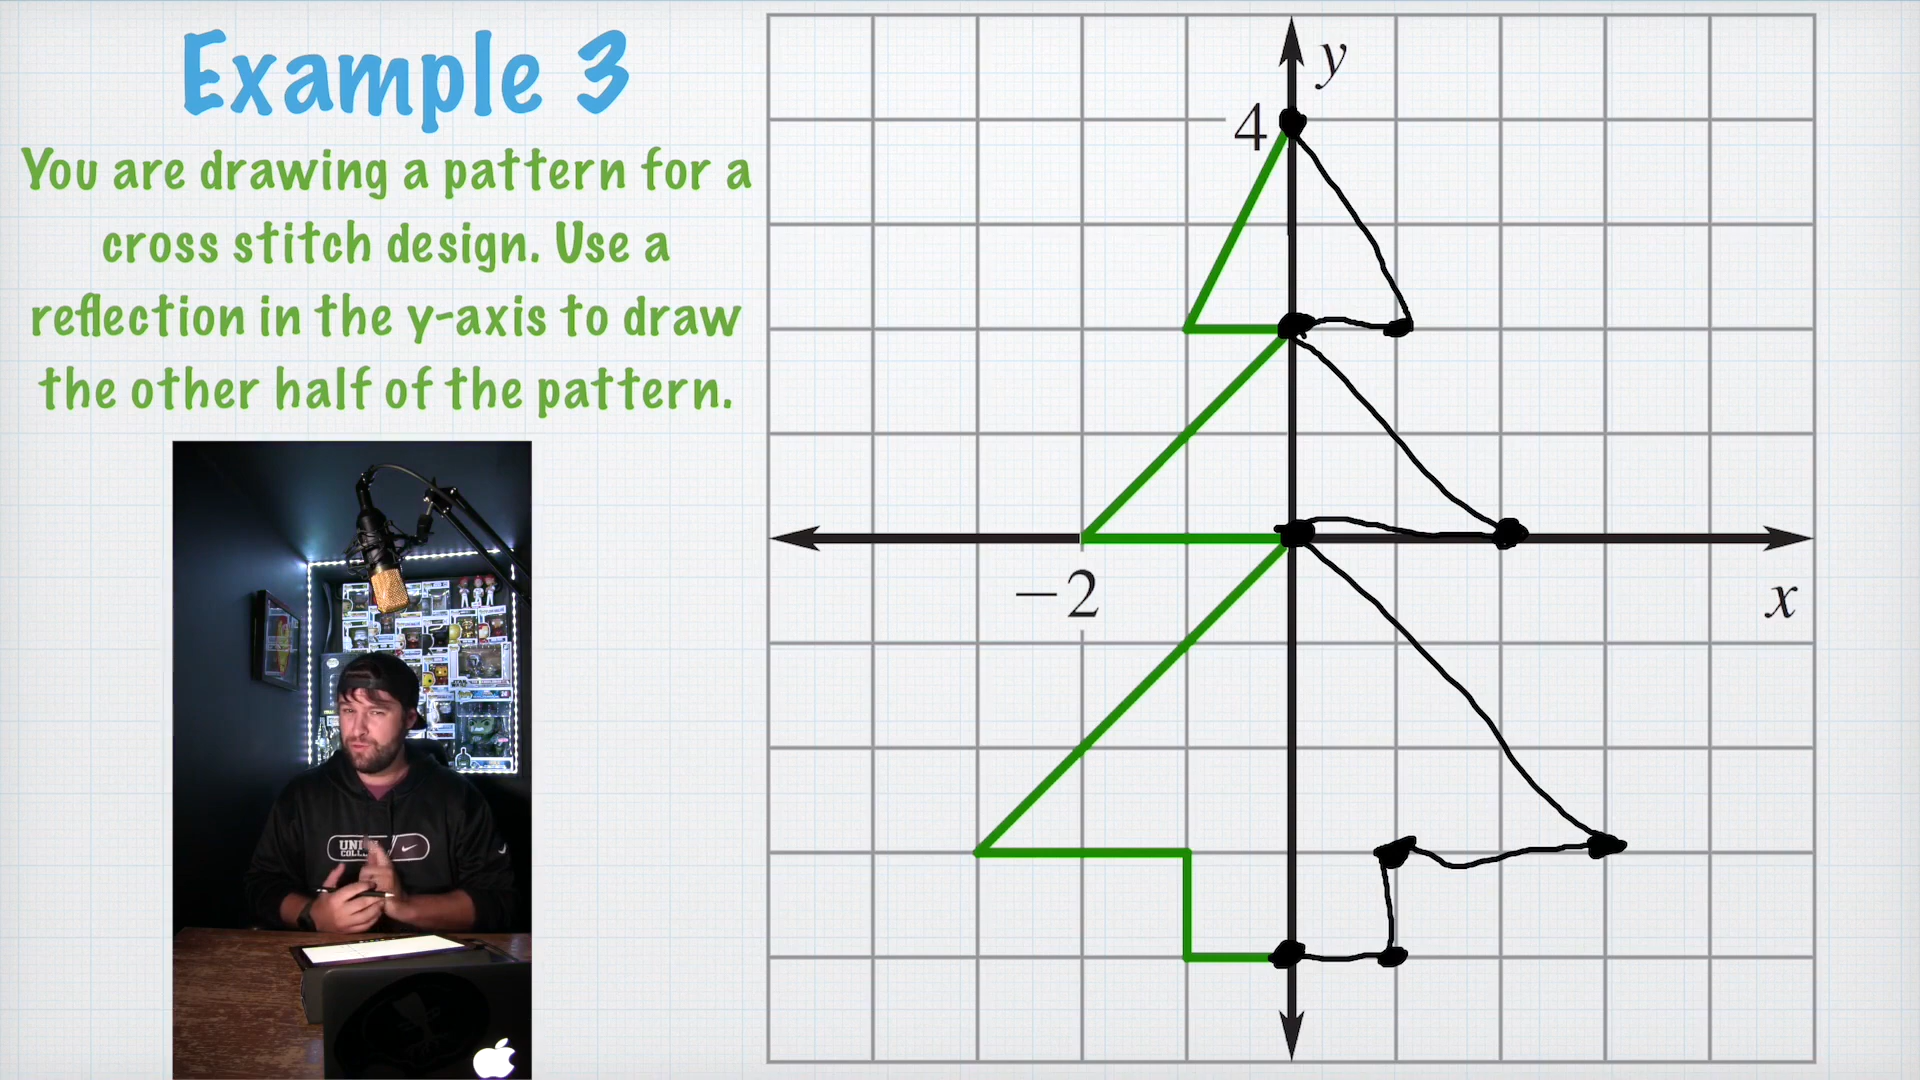 Example 3
You are drawing a pattern for a
cross stitch design. Use a
reflection in the y-axis to draw
the other half of the pattern.
y
4
−2
x